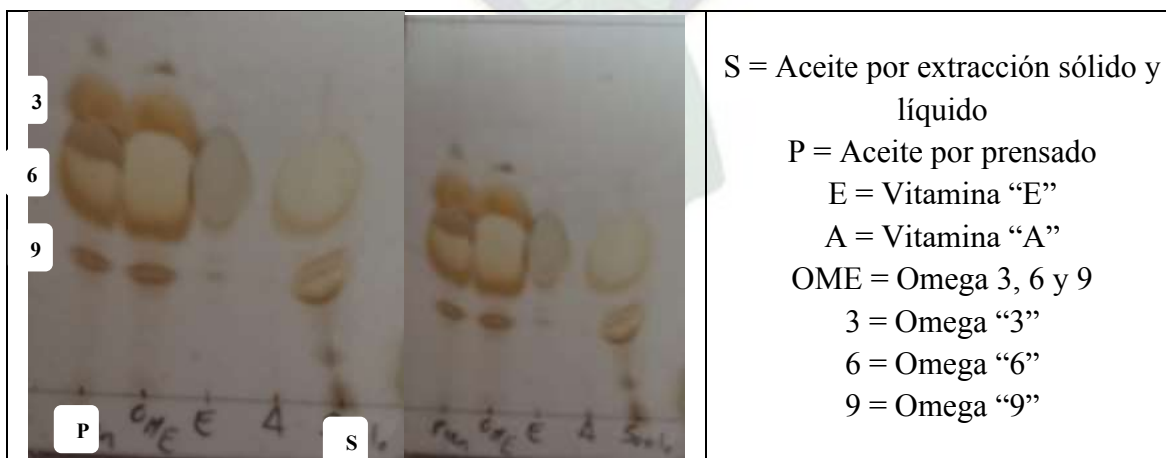 3
6
9
P
OME
E
A
S
OME
E
A
S = Aceite por extracción sólido y
líquido
P = Aceite por prensado
E = Vitamina “E”
A = Vitamina “A”
OME = Omega 3, 6 y 9
3 = Omega “3”
6 = Omega “6”
9 = Omega “9”